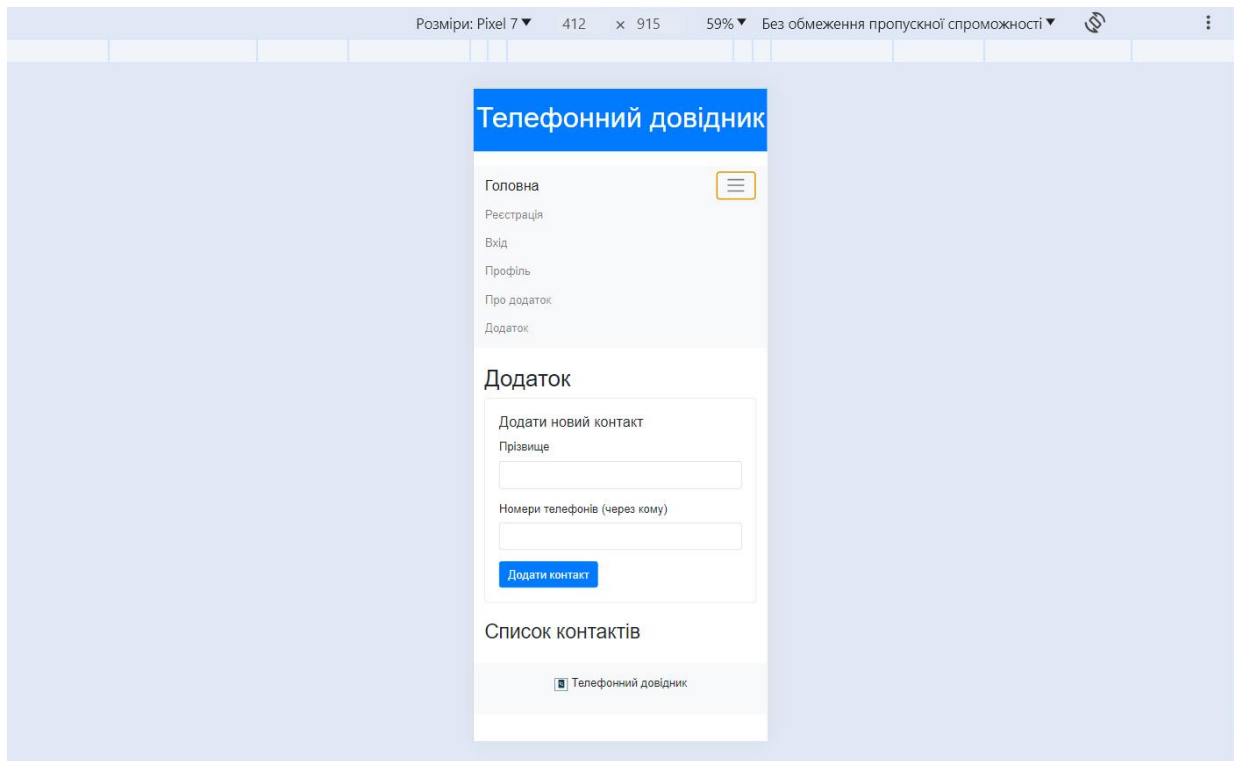 Розміри: Pixel 7 412 × 915 59% Без обмеження пропускної спроможності
Телефонний довідник
Головна
Реєстрація
Вхід
Профіль
Про додаток
Додаток
Додаток
Додати новий контакт
Прізвище
Номери телефонів (через кому)
Додати контакт
Список контактів
Телефонний довідник